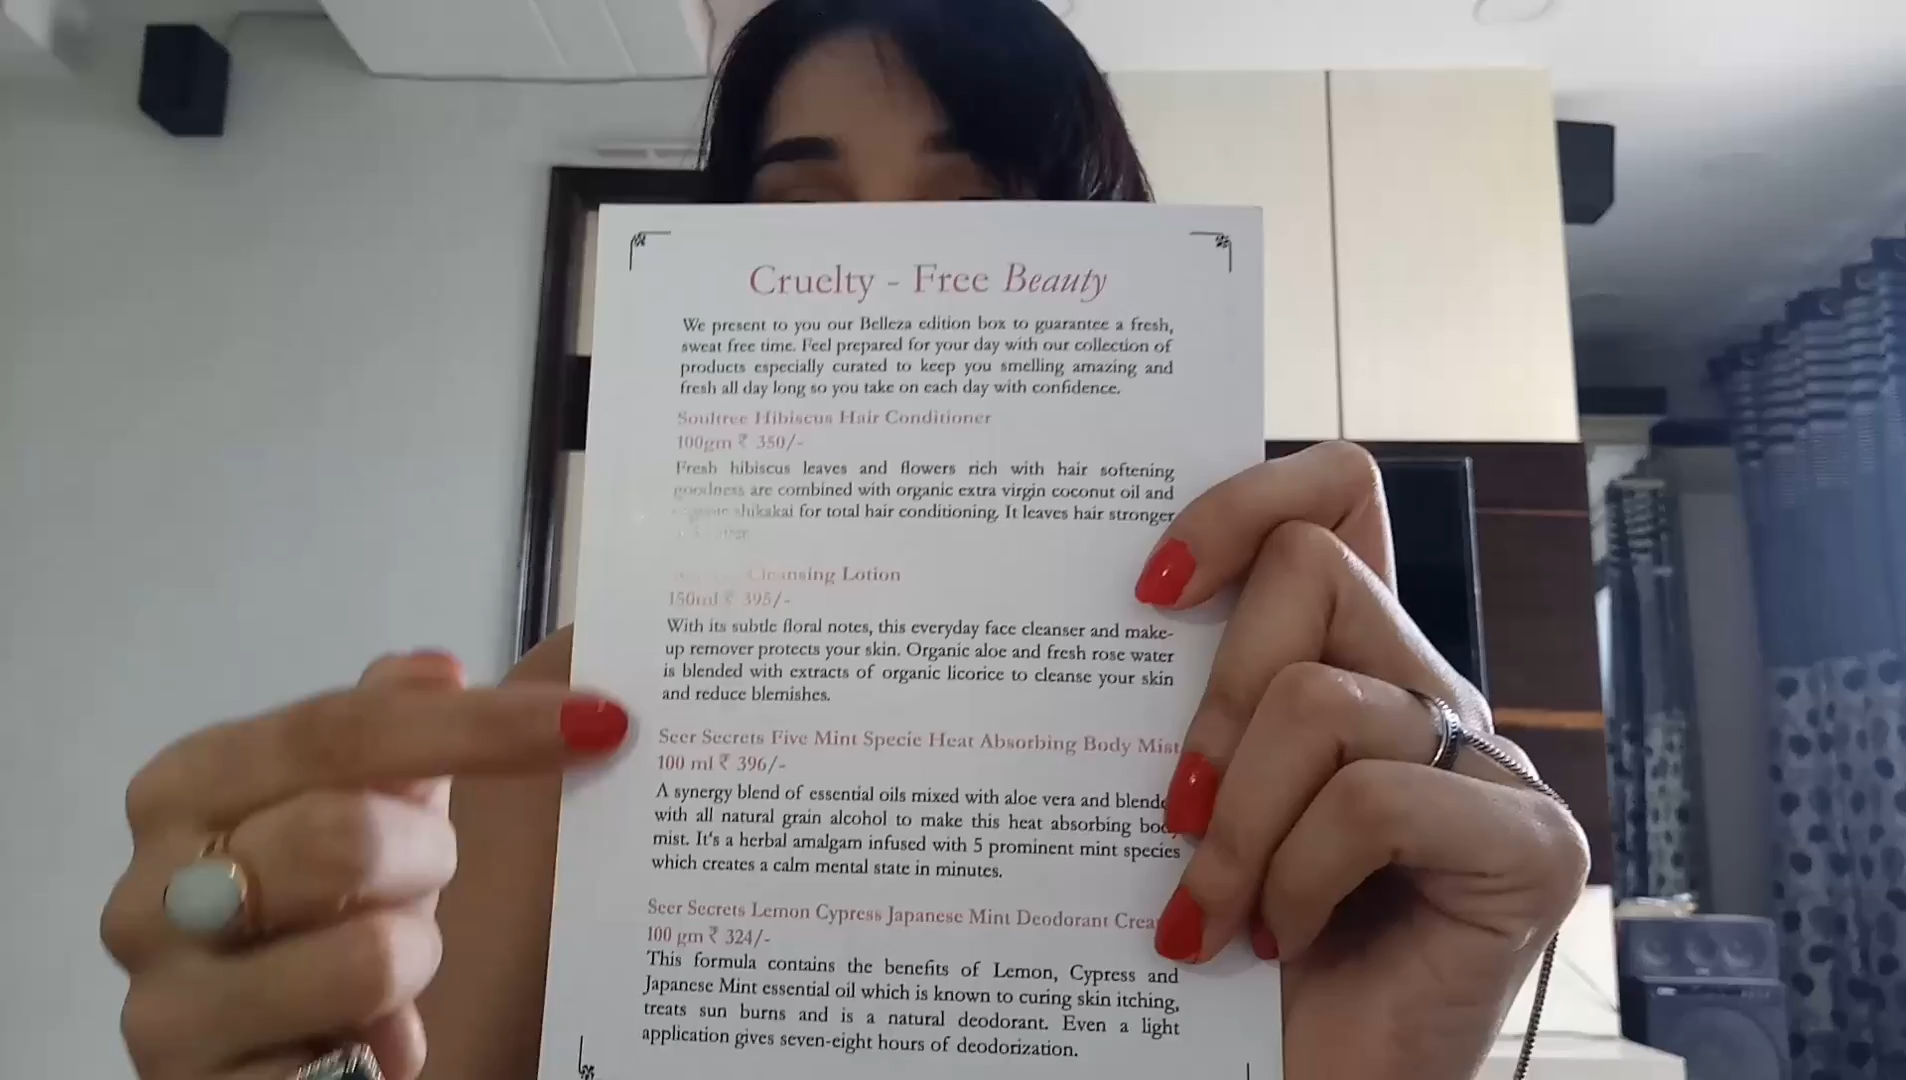 Cruelty - Free Beauty
We present to you our Belleza edition box to guarantee a fresh,
sweat free time. Feel prepared for your day with our collection of
products especially curated to keep you smelling amazing and
fresh all day long so you take on each day with confidence.
Soultree Hibiscus Hair Conditioner
100gm ₹ 350/-
Fresh hibiscus leaves and flowers rich with hair softening
goodness are combined with organic extra virgin coconut oil and
shikakai for total hair conditioning. It leaves hair stronger
Cleansing Lotion
150ml ₹ 395/-
With its subtle floral notes, this everyday face cleanser and make-
up remover protects your skin. Organic aloe and fresh rose water
is blended with extracts of organic licorice to cleanse your skin
and reduce blemishes.
Seer Secrets Five Mint Specie Heat Absorbing Body Mist
100 ml ₹ 396/-
A synergy blend of essential oils mixed with aloe vera and
with all natural grain alcohol to make this heat absorbing
mist. It's a herbal amalgam infused with 5 prominent mint species
which creates a calm mental state in minutes.
Seer Secrets Lemon Cypress Japanese Mint Deodorant
100 gm ₹ 324/-
This formula contains the benefits of Lemon, Cypress and
Japanese Mint essential oil which is known to curing skin itching,
treats sun burns and is a natural deodorant. Even a light
application gives seven-eight hours of deodorization.